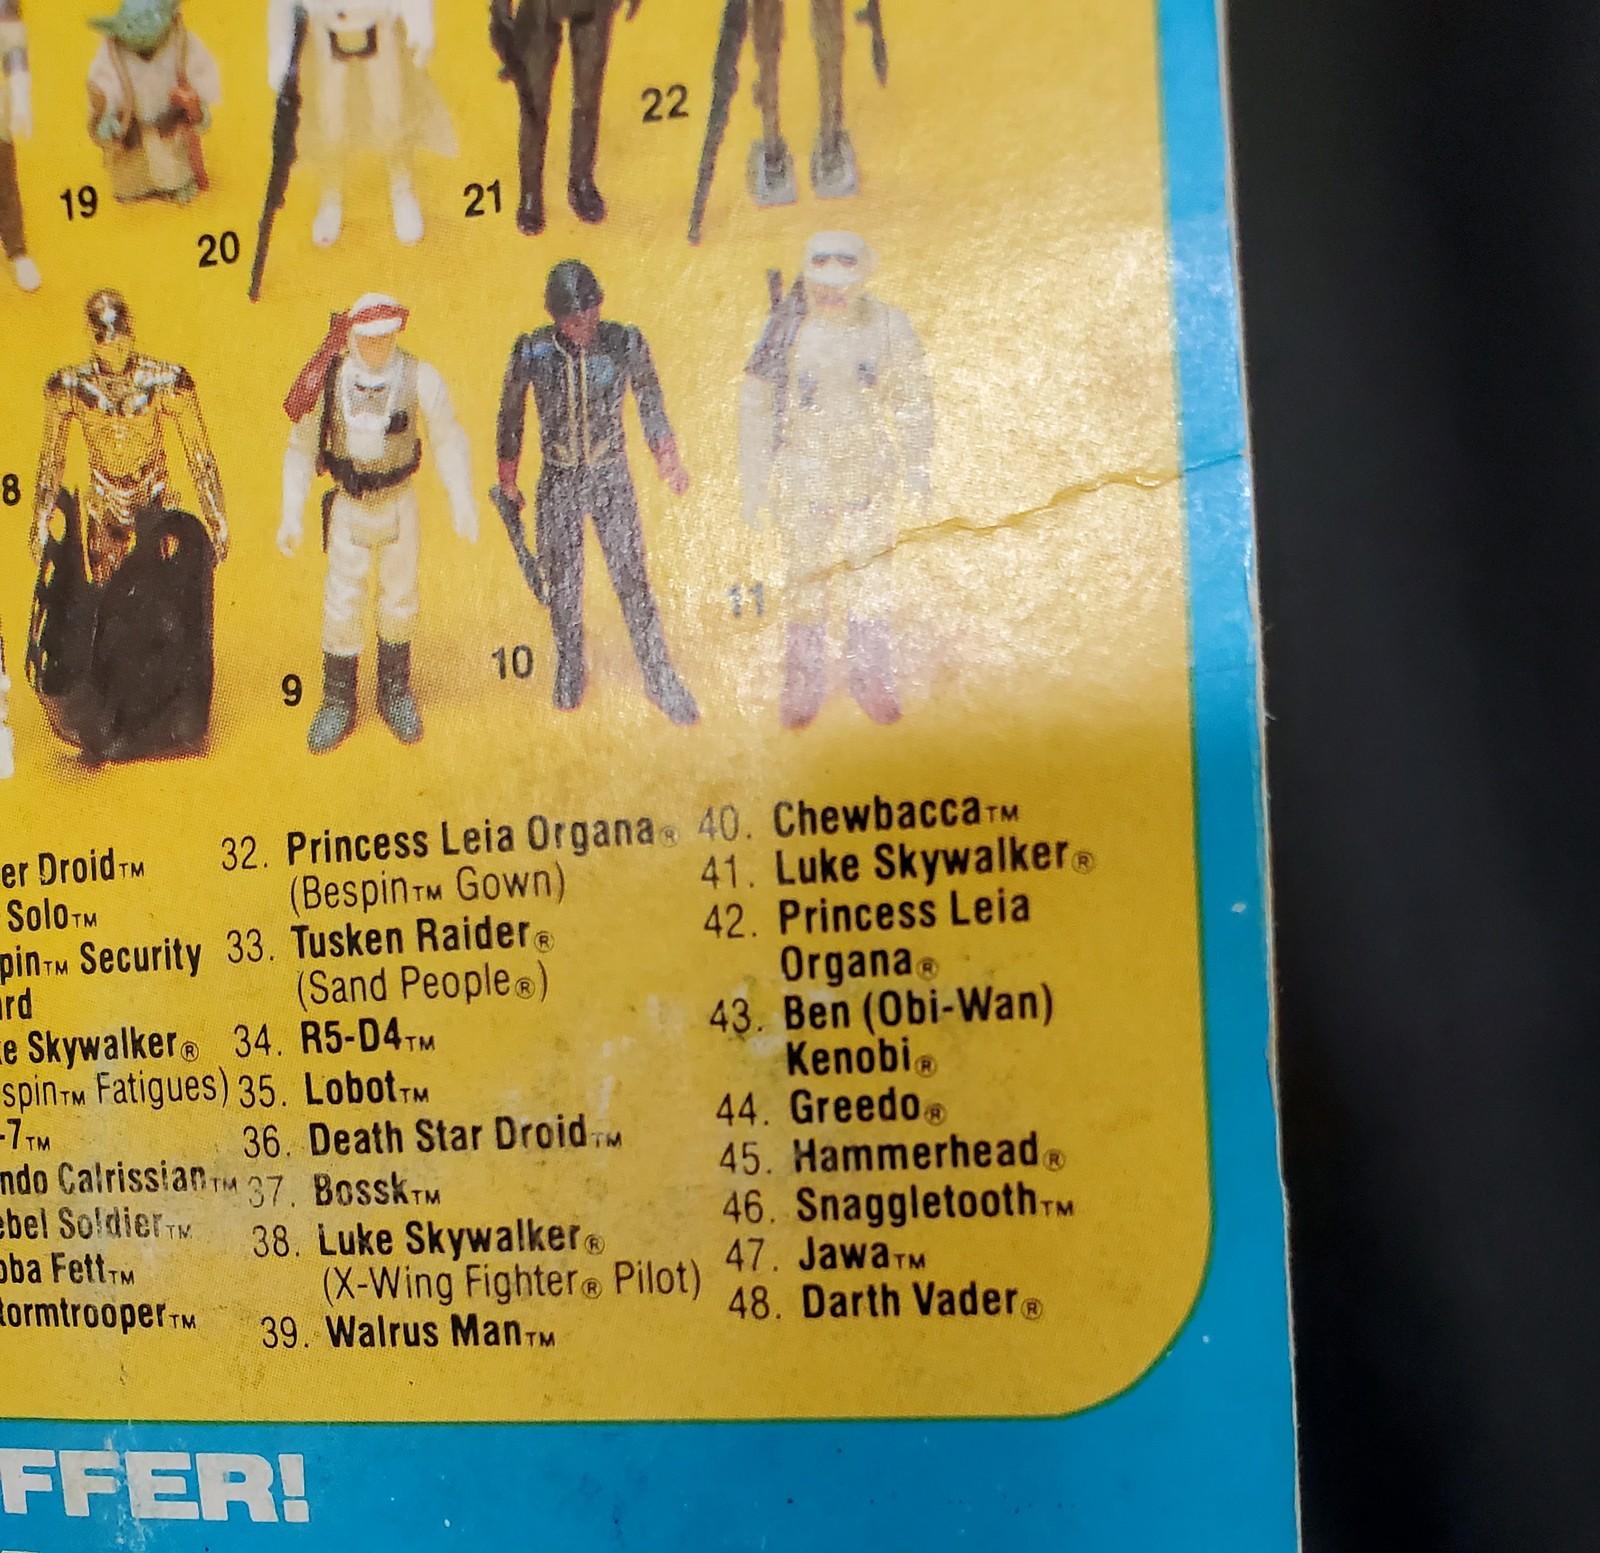 22
19
21
20
8
11
10
9
er Droid™
Solo™
pin™ Security
ard
ke Skywalker®
spin™ Fatigues)
-7™
ndo Calrissian™
ebel Soldier™
oba Fett™
tormtrooper™
32. Princess Leia Organa®
(Bespin™ Gown)
33. Tusken Raider®
(Sand People®)
34. R5-D4™
35. Lobot™
36. Death Star Droid™
37. Bossk™
38. Luke Skywalker®
(X-Wing Fighter® Pilot)
39. Walrus Man™
40. Chewbacca™
41. Luke Skywalker®
42. Princess Leia
Organa®
43. Ben (Obi-Wan)
Kenobi®
44. Greedo®
45. Hammerhead®
46. Snaggletooth™
47. Jawa™
48. Darth Vader®
FFER!